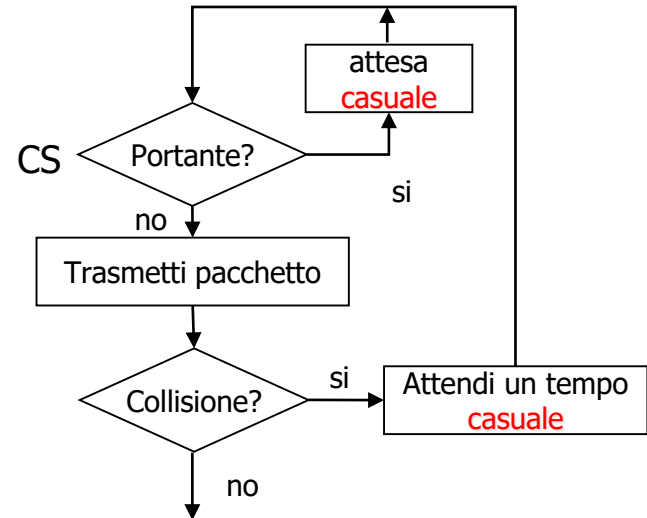 attesa
casuale
CS
Portante?
si
no
Trasmetti pacchetto
Collisione?
si
Attendi un tempo
casuale
no